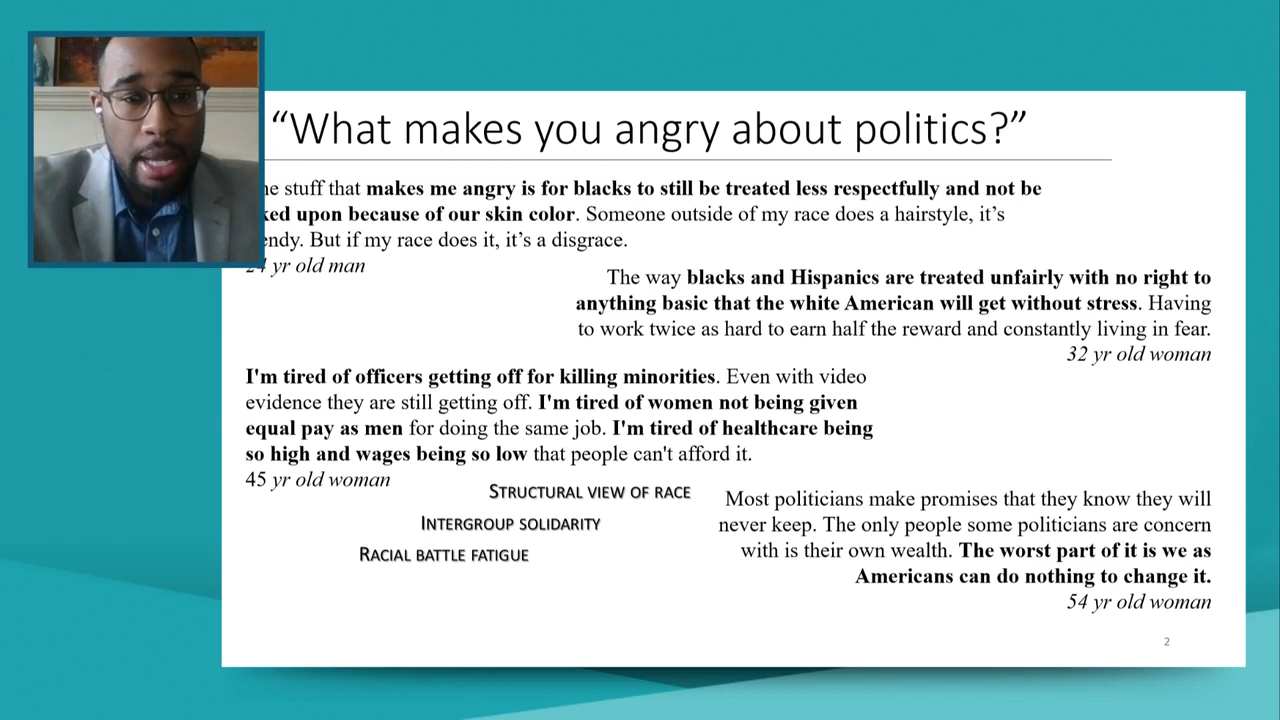 “What makes you angry about politics?”
stuff that makes me angry is for blacks to still be treated less respectfully and not be
upon because of our skin color. Someone outside of my race does a hairstyle, it’s
But if my race does it, it’s a disgrace.
yr old man
The way blacks and Hispanics are treated unfairly with no right to
anything basic that the white American will get without stress. Having
to work twice as hard to earn half the reward and constantly living in fear.
32 yr old woman
I'm tired of officers getting off for killing minorities. Even with video
evidence they are still getting off. I'm tired of women not being given
equal pay as men for doing the same job. I'm tired of healthcare being
so high and wages being so low that people can't afford it.
45 yr old woman
STRUCTURAL VIEW OF RACE
INTERGROUP SOLIDARITY
RACIAL BATTLE FATIGUE
Most politicians make promises that they know they will
never keep. The only people some politicians are concern
with is their own wealth. The worst part of it is we as
Americans can do nothing to change it.
54 yr old woman
2